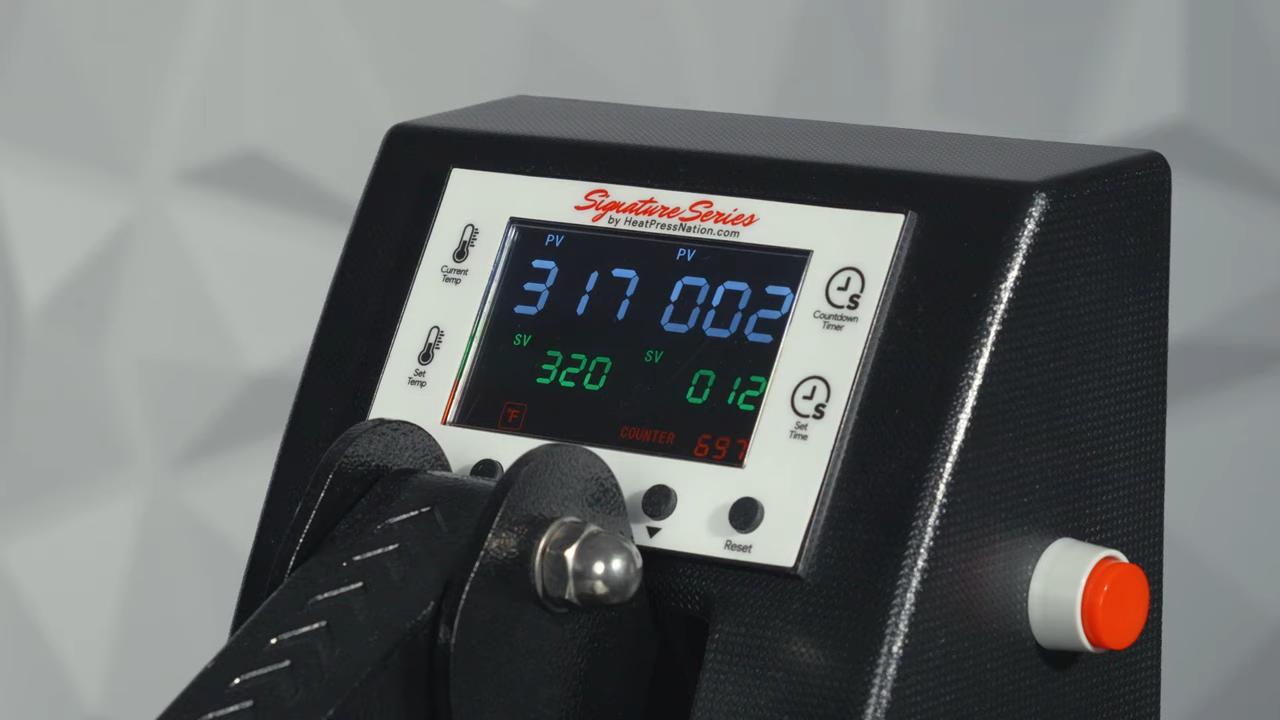 Signature Series
by HeatPressNation.com
Current
Temp
PV
PV
317
002
Countdown
Timer
Set
Temp
SV
SV
320
012
Set
Time
°F
COUNTER
697
Reset